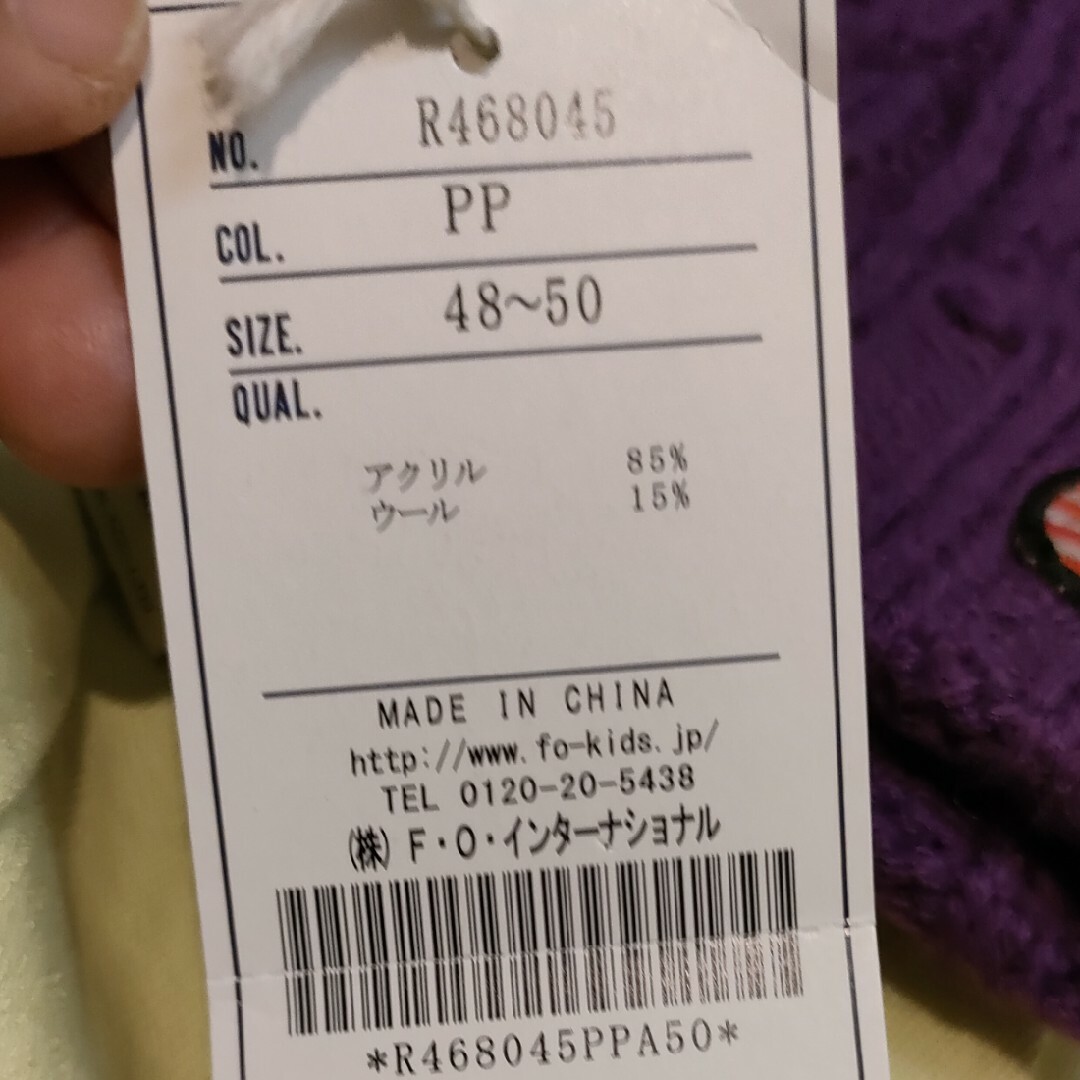 NO. R468045
COL. PP
SIZE. 48~50
QUAL.
アクリル 85%
ウール 15%
MADE IN CHINA
http://www.fo-kids.jp/
TEL 0120-20-5438
(株)F・O・インターナショナル
*R468045PPA50*